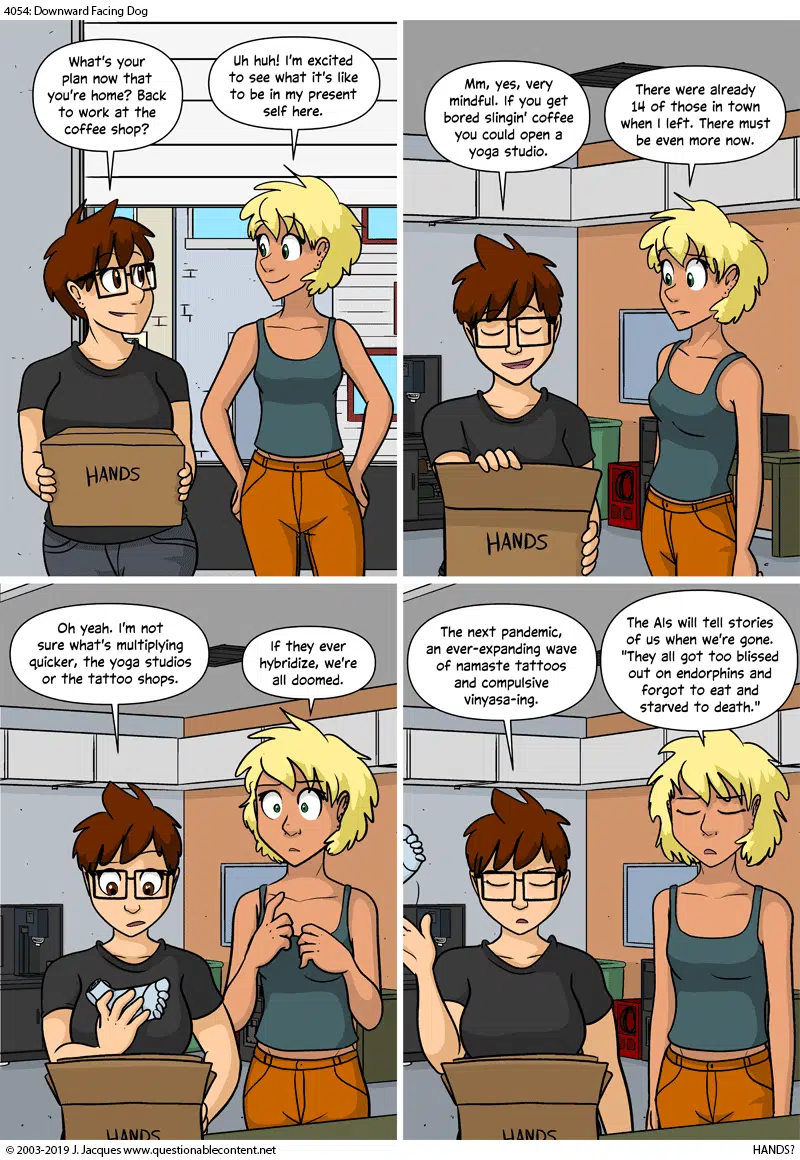 4054: Downward Facing Dog
What's your
plan now that
you're home? Back
to work at the
coffee shop?
Uh huh! I'm excited
to see what it's like
to be in my present
self here.
HANDS
Mm, yes, very
mindful. If you get
bored slingin' coffee
you could open a
yoga studio.
There were already
14 of those in town
when I left. There must
be even more now.
HANDS
Oh yeah. I'm not
sure what's multiplying
quicker, the yoga studios
or the tattoo shops.
If they ever
hybridize, we're
all doomed.
HANDS
The next pandemic,
an ever-expanding wave
of namaste tattoos
and compulsive
vinyasa-ing.
The AIs will tell stories
of us when we're gone.
"They all got too blissed
out on endorphins and
forgot to eat and
starved to death."
HANDS
© 2003-2019 J. Jacques www.questionablecontent.net
HANDS?